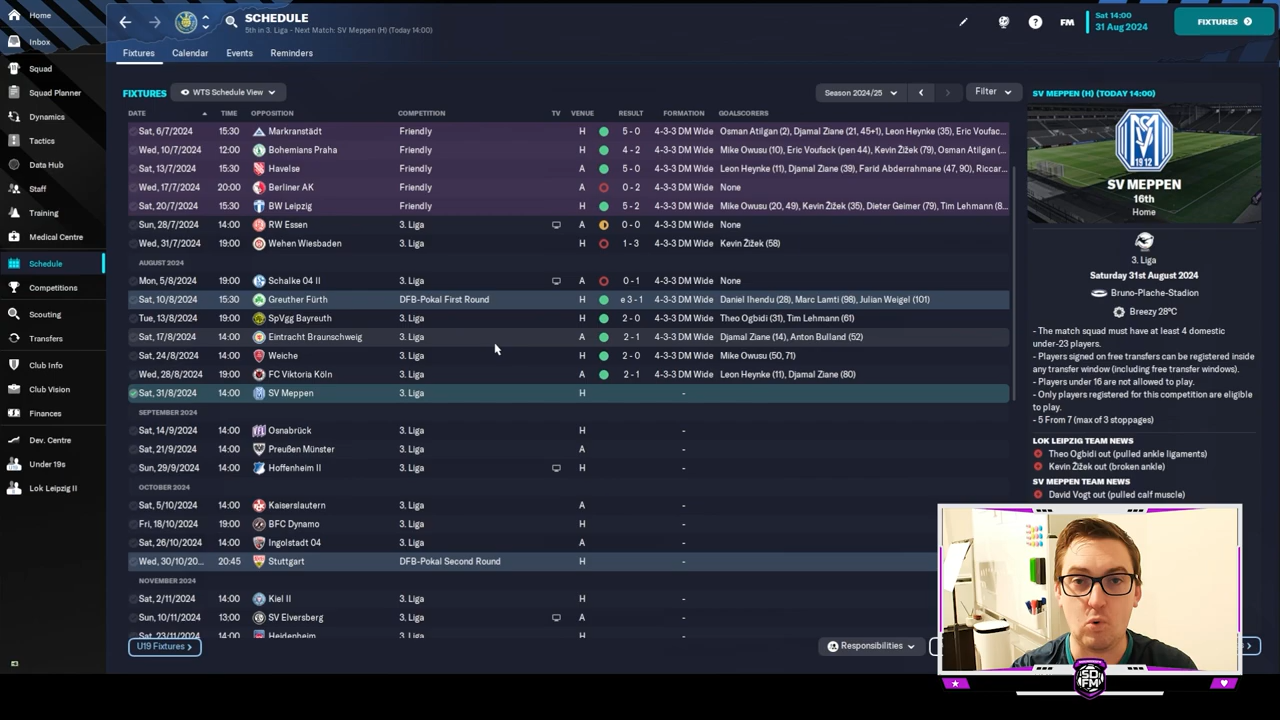 Home
Inbox
Squad
Squad Planner
Dynamics
Tactics
Data Hub
Staff
Training
Medical Centre
Schedule
Competitions
Scouting
Transfers
Club Info
Club Vision
Finances
Dev. Centre
Under 19s
Lok Leipzig II
SCHEDULE
5th in 3. Liga - Next Match: SV Meppen (H) (Today 14:00)
FM
Sat 14:00
31 Aug 2024
FIXTURES
Fixtures Calendar Events Reminders
FIXTURES WTS Schedule View Season 2024/25 Filter
DATE TIME OPPOSITION COMPETITION TV VENUE RESULT FORMATION GOALSCORERS
Sat, 6/7/2024 15:30 Markranstädt Friendly H 5 - 0 4-3-3 DM Wide Osman Atilgan (2), Djamal Ziane (21, 45+1), Leon Heynke (35), Eric Voufac...
Wed, 10/7/2024 12:00 Bohemians Praha Friendly H 4 - 2 4-3-3 DM Wide Mike Owusu (10), Eric Voufack (pen 44), Kevin Žižek (79), Osman Atilgan (...
Sat, 13/7/2024 15:30 Havelse Friendly A 5 - 0 4-3-3 DM Wide Leon Heynke (11), Djamal Ziane (39), Farid Abderrahmane (47, 90), Riccar...
Wed, 17/7/2024 20:00 Berliner AK Friendly A 0 - 2 4-3-3 DM Wide None
Sat, 20/7/2024 15:30 BW Leipzig Friendly H 5 - 2 4-3-3 DM Wide Mike Owusu (20, 49), Kevin Žižek (35), Dieter Geimer (79), Tim Lehmann (8...
Sun, 28/7/2024 14:00 RW Essen 3. Liga A 0 - 0 4-3-3 DM Wide None
Wed, 31/7/2024 19:00 Wehen Wiesbaden 3. Liga H 1 - 3 4-3-3 DM Wide Kevin Žižek (58)
AUGUST 2024
Mon, 5/8/2024 19:00 Schalke 04 II 3. Liga A 0 - 1 4-3-3 DM Wide None
Sat, 10/8/2024 15:30 Greuther Fürth DFB-Pokal First Round H e 3 - 1 4-3-3 DM Wide Daniel Ihendu (28), Marc Lamti (98), Julian Weigel (101)
Tue, 13/8/2024 19:00 SpVgg Bayreuth 3. Liga H 2 - 0 4-3-3 DM Wide Theo Ogbidi (31), Tim Lehmann (61)
Sat, 17/8/2024 14:00 Eintracht Braunschweig 3. Liga A 2 - 1 4-3-3 DM Wide Djamal Ziane (14), Anton Bulland (52)
Sat, 24/8/2024 14:00 Weiche 3. Liga H 2 - 0 4-3-3 DM Wide Mike Owusu (50, 71)
Wed, 28/8/2024 19:00 FC Viktoria Köln 3. Liga A 2 - 1 4-3-3 DM Wide Leon Heynke (11), Djamal Ziane (80)
Sat, 31/8/2024 14:00 SV Meppen 3. Liga H -
SEPTEMBER 2024
Sat, 14/9/2024 14:00 Osnabrück 3. Liga H -
Sat, 21/9/2024 14:00 Preußen Münster 3. Liga A -
Sun, 29/9/2024 14:00 Hoffenheim II 3. Liga H -
OCTOBER 2024
Sat, 5/10/2024 14:00 Kaiserslautern 3. Liga A -
Fri, 18/10/2024 19:00 BFC Dynamo 3. Liga H -
Sat, 26/10/2024 14:00 Ingolstadt 04 3. Liga A -
Wed, 30/10/20... 20:45 Stuttgart DFB-Pokal Second Round H -
NOVEMBER 2024
Sat, 2/11/2024 14:00 Kiel II 3. Liga H -
Sun, 10/11/2024 13:00 SV Elversberg 3. Liga A -
Sat, 23/11/2024 14:00 Heidenheim 3. Liga H -
U19 Fixtures Responsibilities
SV MEPPEN (H) (TODAY 14:00)
1912
SV MEPPEN
16th
Home
3. Liga
Saturday 31st August 2024
Bruno-Plache-Stadion
Breezy 28°C
- The match squad must have at least 4 domestic
under-23 players.
- Players signed on free transfers can be registered inside
any transfer window (including free transfers).
- Players under 16 are not allowed to play.
- Only players registered for this competition are eligible
to play.
- 5 From 7 (max of 3 stoppages)
LOK LEIPZIG TEAM NEWS
Theo Ogbidi out (pulled ankle ligaments)
Kevin Žižek out (broken ankle)
SV MEPPEN TEAM NEWS
David Vogt out (pulled calf muscle)
SD
FM